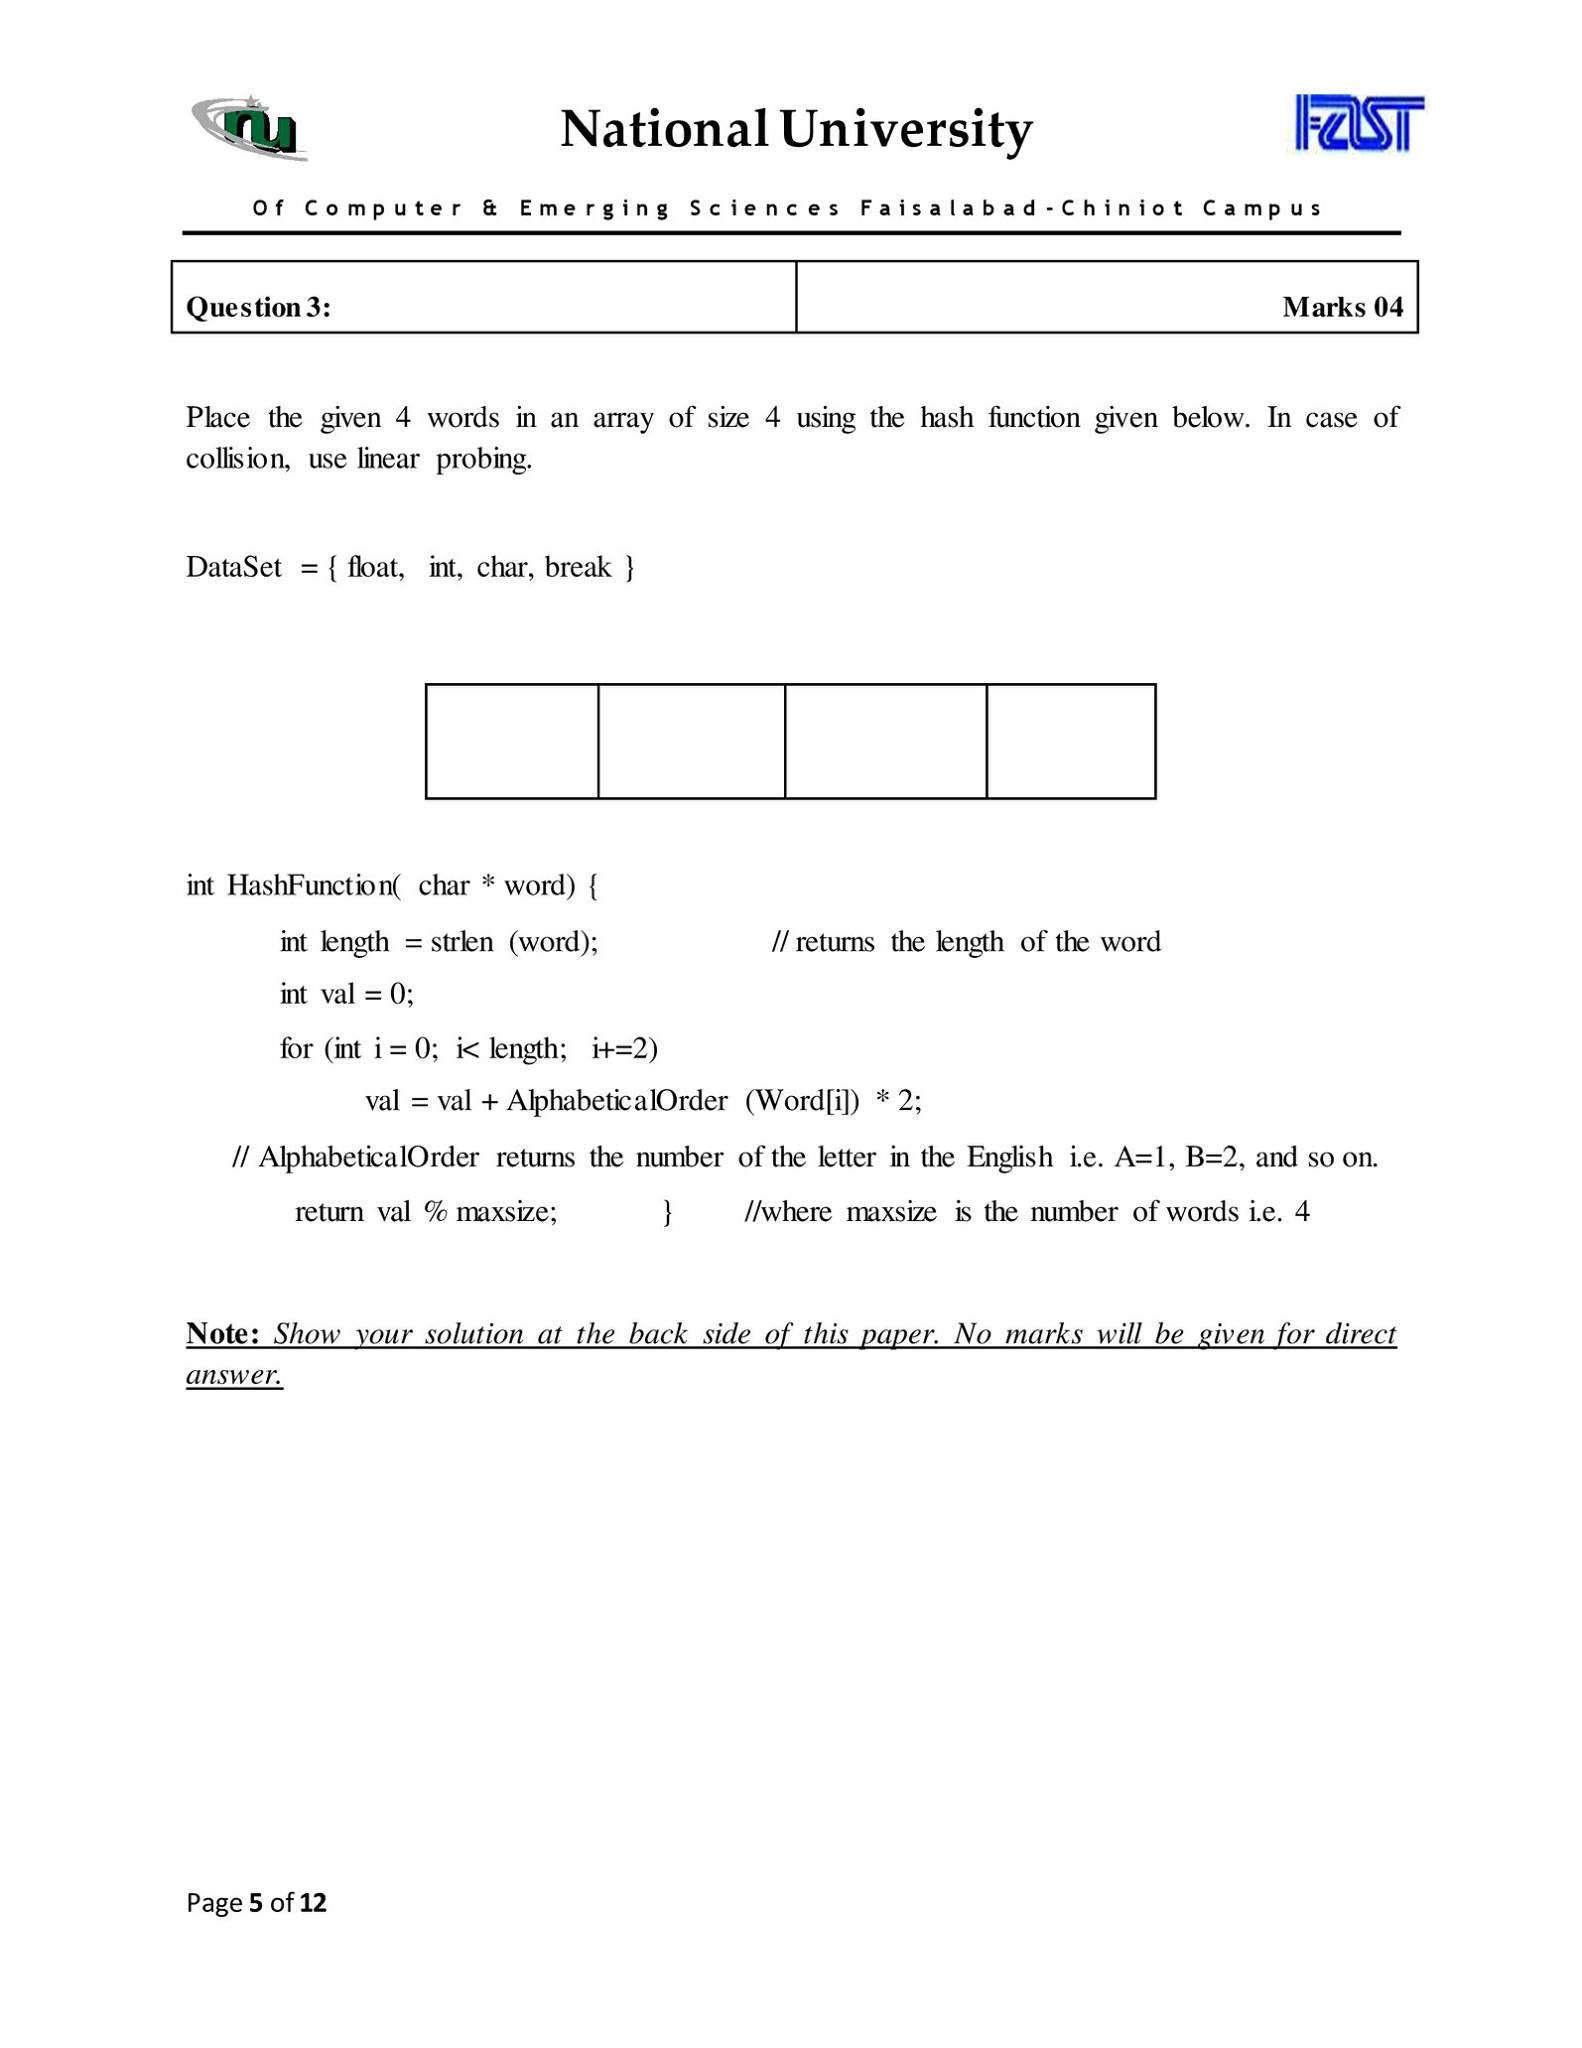 nu
National University
FAST
Of Computer & Emerging Sciences Faisalabad-Chiniot Campus
Question 3:
Marks 04
Place the given 4 words in an array of size 4 using the hash function given below. In case of
collision, use linear probing.
DataSet = { float, int, char, break }
int HashFunction( char * word) {
int length = strlen (word); // returns the length of the word
int val = 0;
for (int i = 0; i< length; i+=2)
val = val + AlphabeticalOrder (Word[i]) * 2;
// AlphabeticalOrder returns the number of the letter in the English i.e. A=1, B=2, and so on.
return val % maxsize; } //where maxsize is the number of words i.e. 4
Note: Show your solution at the back side of this paper. No marks will be given for direct
answer.
Page 5 of 12